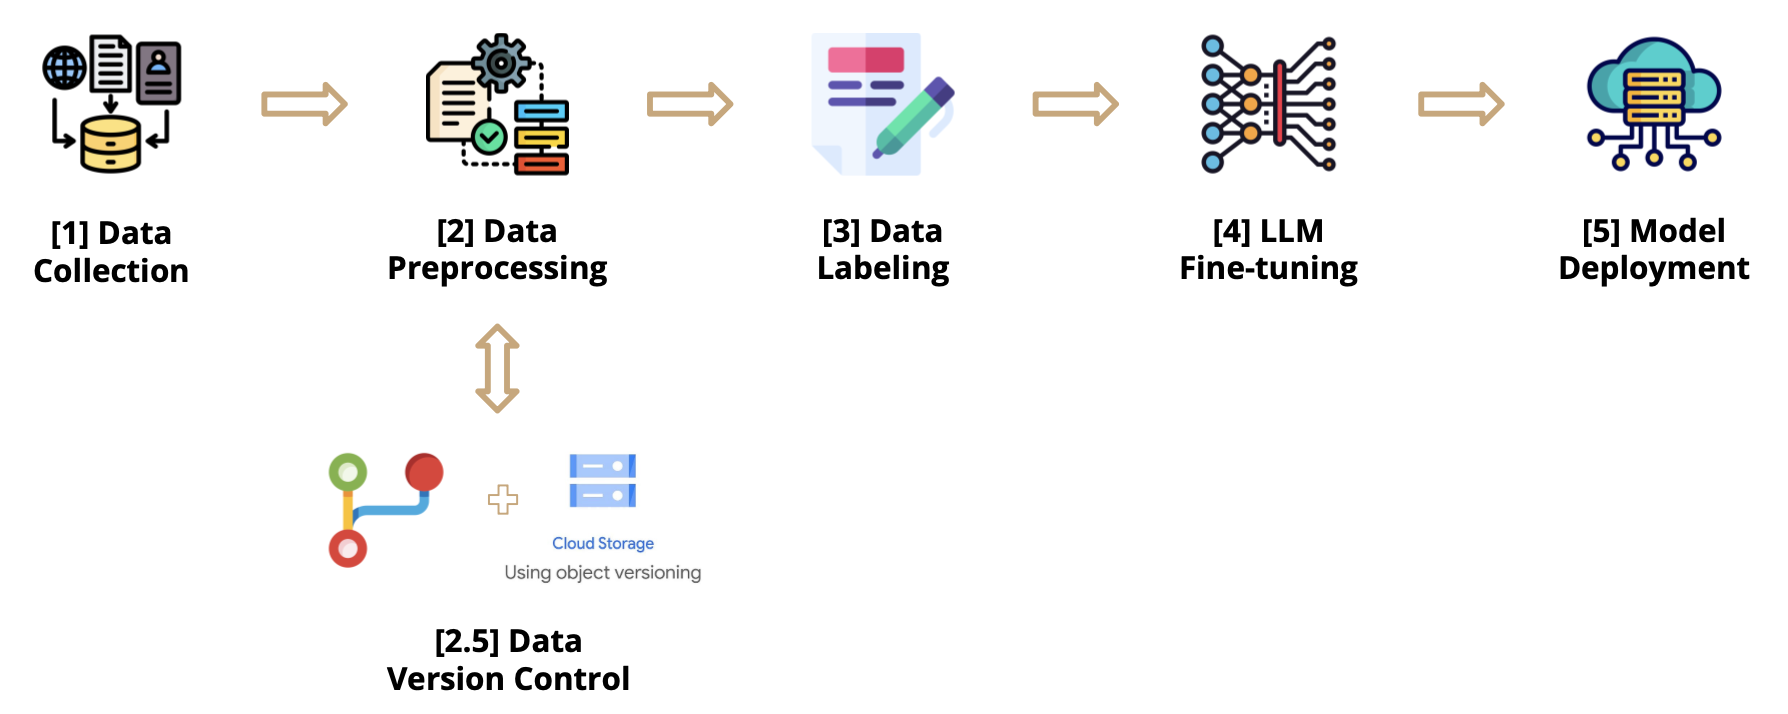 [1] Data
Collection
[2] Data
Preprocessing
[3] Data
Labeling
[4] LLM
Fine-tuning
[5] Model
Deployment
Cloud Storage
Using object versioning
[2.5] Data
Version Control